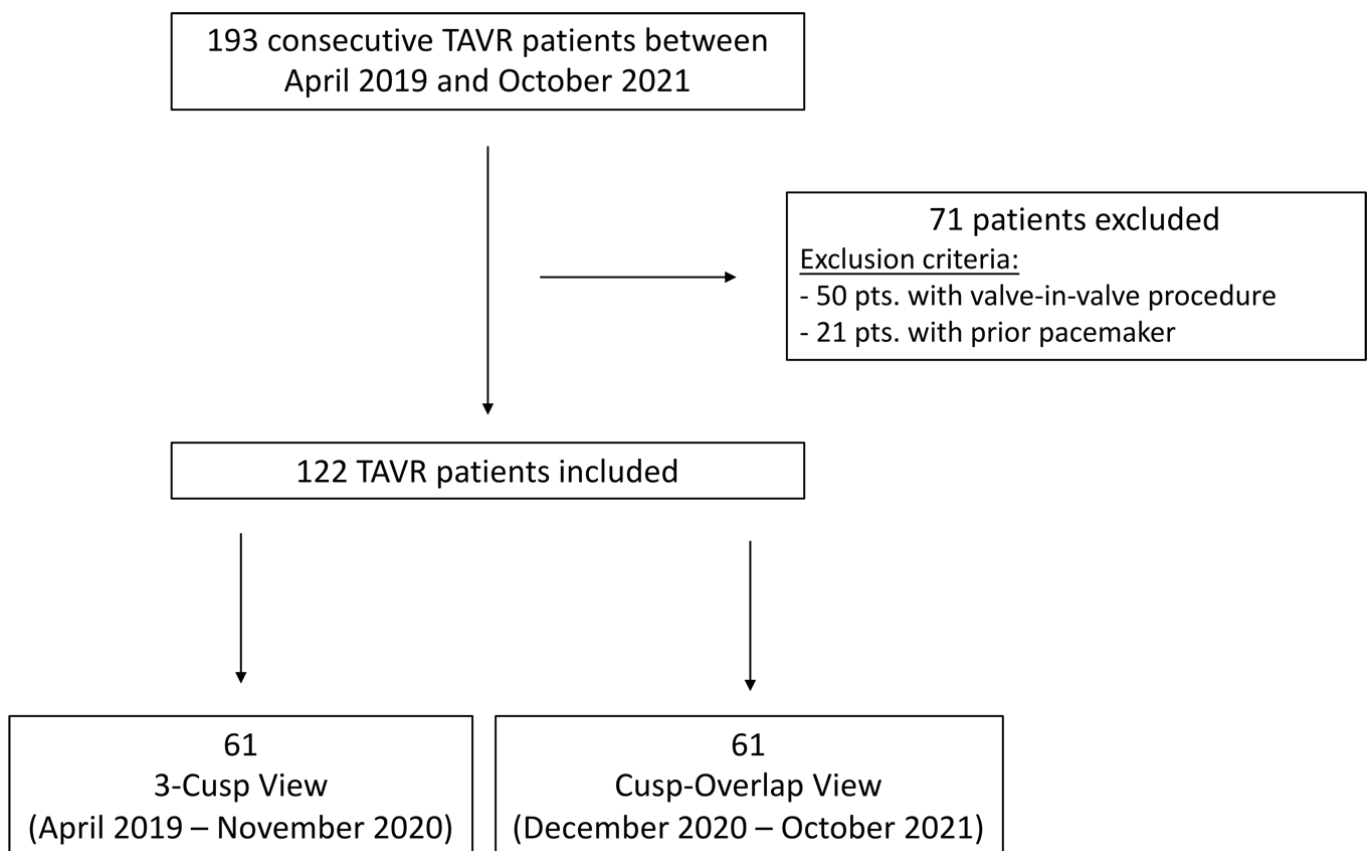 193 consecutive TAVR patients between
April 2019 and October 2021
71 patients excluded
Exclusion criteria:
- 50 pts. with valve-in-valve procedure
- 21 pts. with prior pacemaker
122 TAVR patients included
61
3-Cusp View
(April 2019 – November 2020)
61
Cusp-Overlap View
(December 2020 – October 2021)